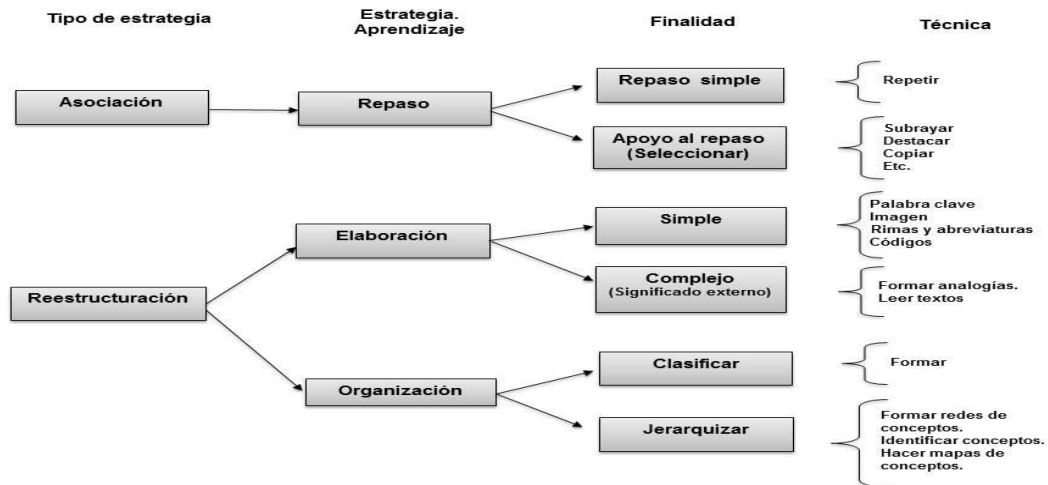 Tipo de estrategia
Estrategia.
Aprendizaje
Finalidad
Técnica
Asociación
Repaso
Repaso simple
Repetir
Apoyo al repaso
(Seleccionar)
Subrayar
Destacar
Copiar
Etc.
Reestructuración
Elaboración
Simple
Palabra clave
Imagen
Rimas y abreviaturas
Códigos
Complejo
(Significado externo)
Formar analogías.
Leer textos
Organización
Clasificar
Formar
Jerarquizar
Formar redes de
conceptos.
Identificar conceptos.
Hacer mapas de
conceptos.